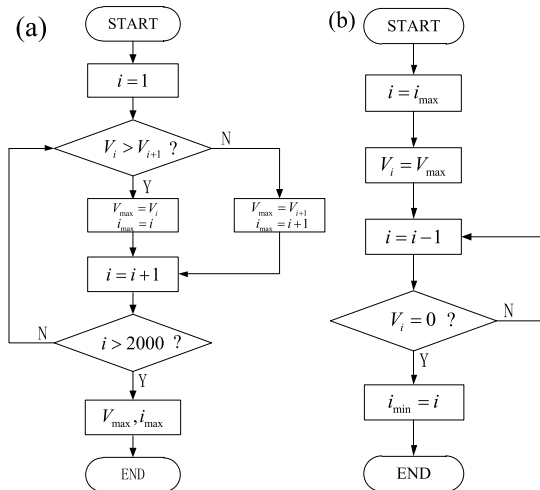 (a)
START
i = 1
V_i > V_{i+1} ?
N
Y
V_max = V_i
i_max = i
V_max = V_{i+1}
i_max = i + 1
i = i + 1
N
i > 2000 ?
Y
V_max , i_max
END
(b)
START
i = i_max
V_i = V_max
i = i − 1
V_i = 0 ?
N
Y
i_min = i
END